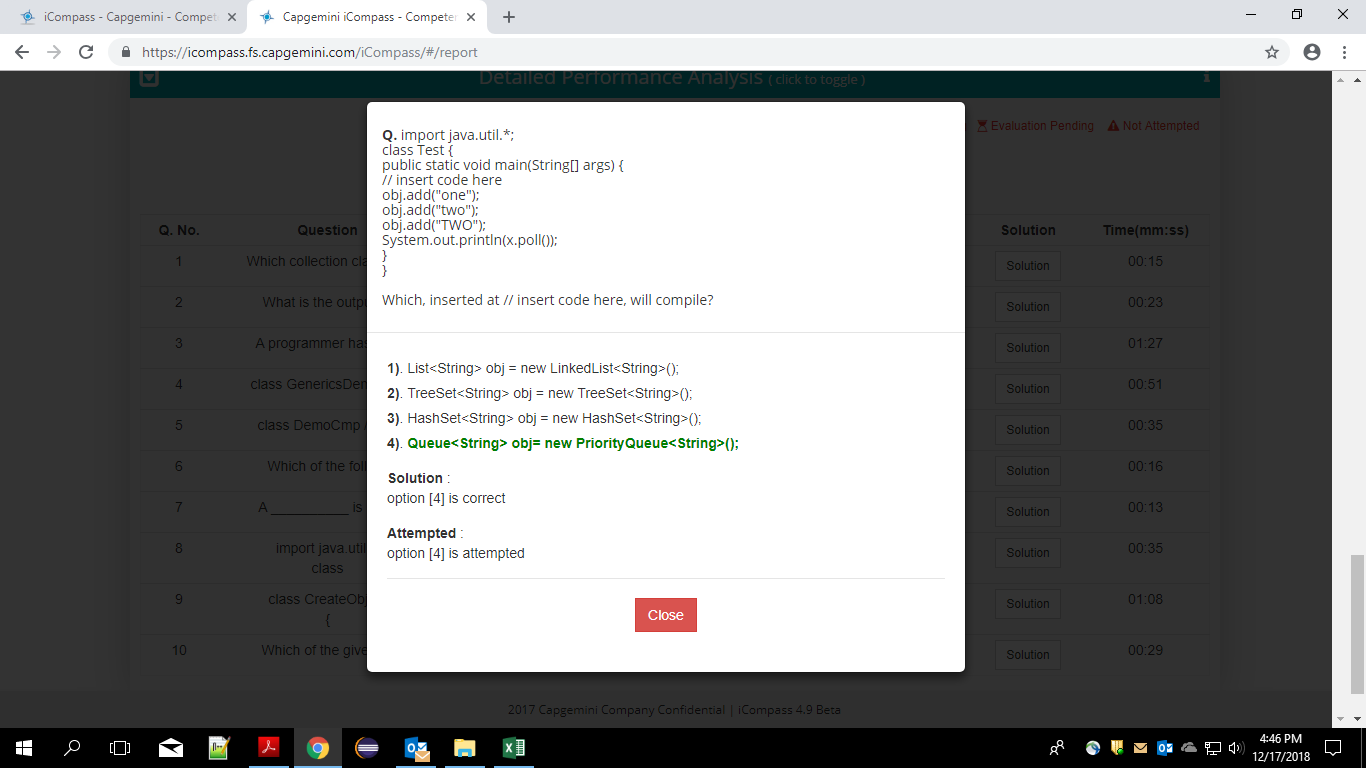 iCompass - Capgemini - Compet
Capgemini iCompass - Competen
https://icompass.fs.capgemini.com/iCompass/#/report
Detailed Performance Analysis ( click to toggle )
Evaluation Pending Not Attempted
Q. No. Question Solution Time(mm:ss)
1 Which collection cla Solution 00:15
2 What is the outp Solution 00:23
3 A programmer ha Solution 01:27
4 class GenericsDen Solution 00:51
5 class DemoCmp Solution 00:35
6 Which of the foll Solution 00:16
7 A __________ is Solution 00:13
8 import java.util Solution 00:35
class
9 class CreateObj Solution 01:08
{
10 Which of the give Solution 00:29
Q. import java.util.*;
class Test {
public static void main(String[] args) {
// insert code here
obj.add("one");
obj.add("two");
obj.add("TWO");
System.out.println(x.poll());
}
}
Which, inserted at // insert code here, will compile?
1). List<String> obj = new LinkedList<String>();
2). TreeSet<String> obj = new TreeSet<String>();
3). HashSet<String> obj = new HashSet<String>();
4). Queue<String> obj= new PriorityQueue<String>();
Solution :
option [4] is correct
Attempted :
option [4] is attempted
Close
2017 Capgemini Company Confidential | iCompass 4.9 Beta
4:46 PM
12/17/2018